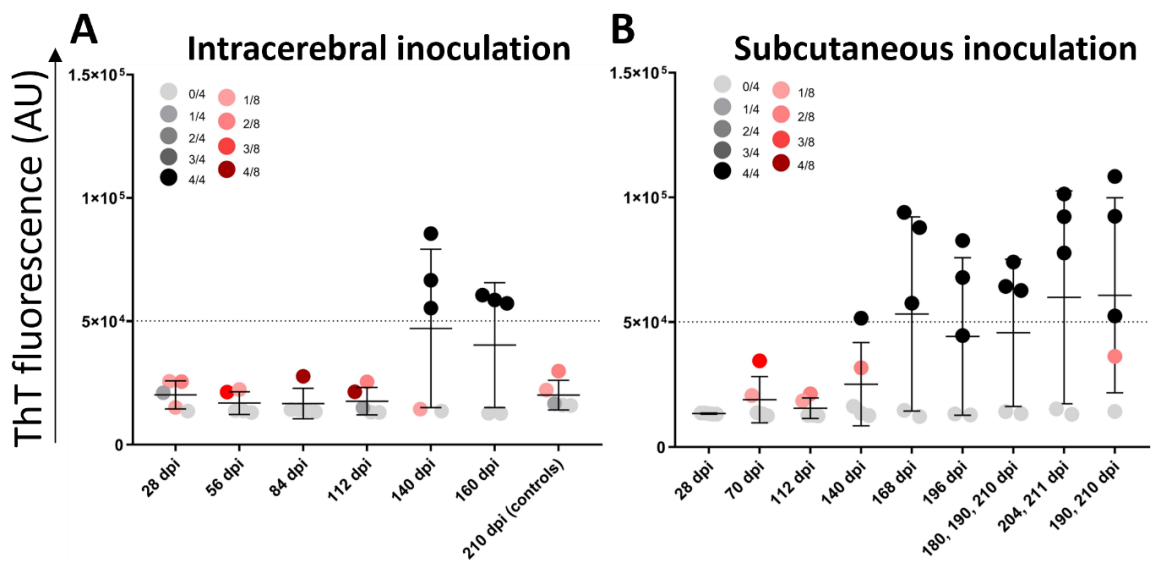 A
Intracerebral inoculation
ThT fluorescence (AU)
1.5×10⁵
1×10⁵
5×10⁴
0
0/4
1/4
2/4
3/4
4/4
1/8
2/8
3/8
4/8
28 dpi
56 dpi
84 dpi
112 dpi
140 dpi
160 dpi
210 dpi (controls)
B
Subcutaneous inoculation
1.5×10⁵
1×10⁵
5×10⁴
0
0/4
1/4
2/4
3/4
4/4
1/8
2/8
3/8
4/8
28 dpi
70 dpi
112 dpi
140 dpi
168 dpi
196 dpi
180, 190, 210 dpi
204, 211 dpi
190, 210 dpi